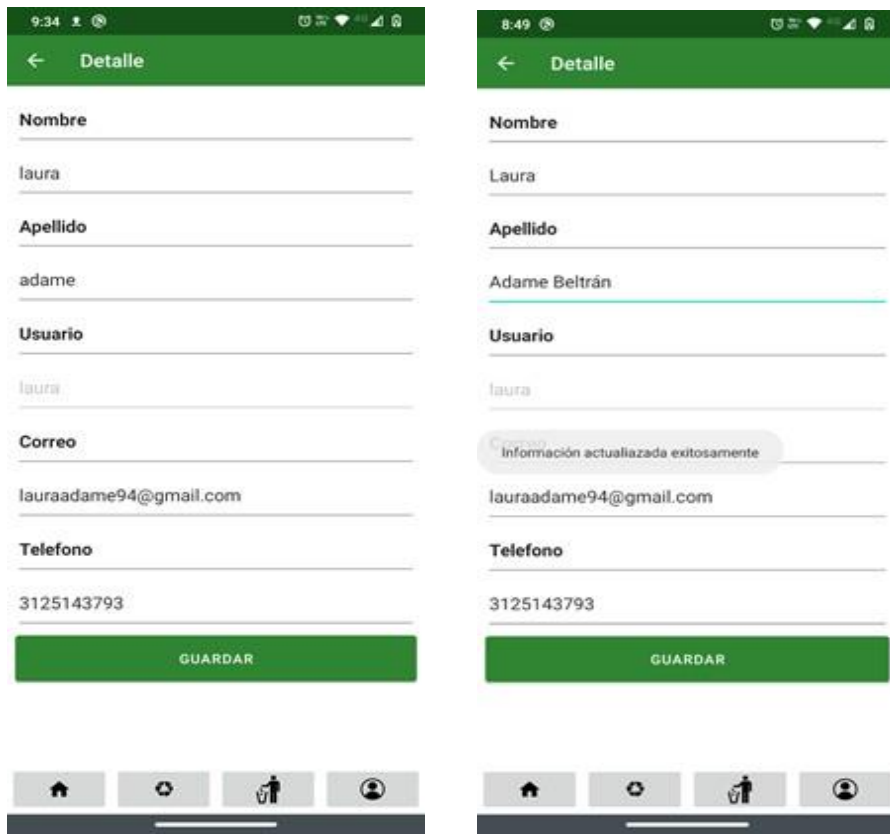 9:34
Detalle
Nombre
laura
Apellido
adame
Usuario
laura
Correo
lauraadame94@gmail.com
Telefono
3125143793
GUARDAR
8:49
Detalle
Nombre
Laura
Apellido
Adame Beltrán
Usuario
laura
Correo
Información actualiazada exitosamente
lauraadame94@gmail.com
Telefono
3125143793
GUARDAR